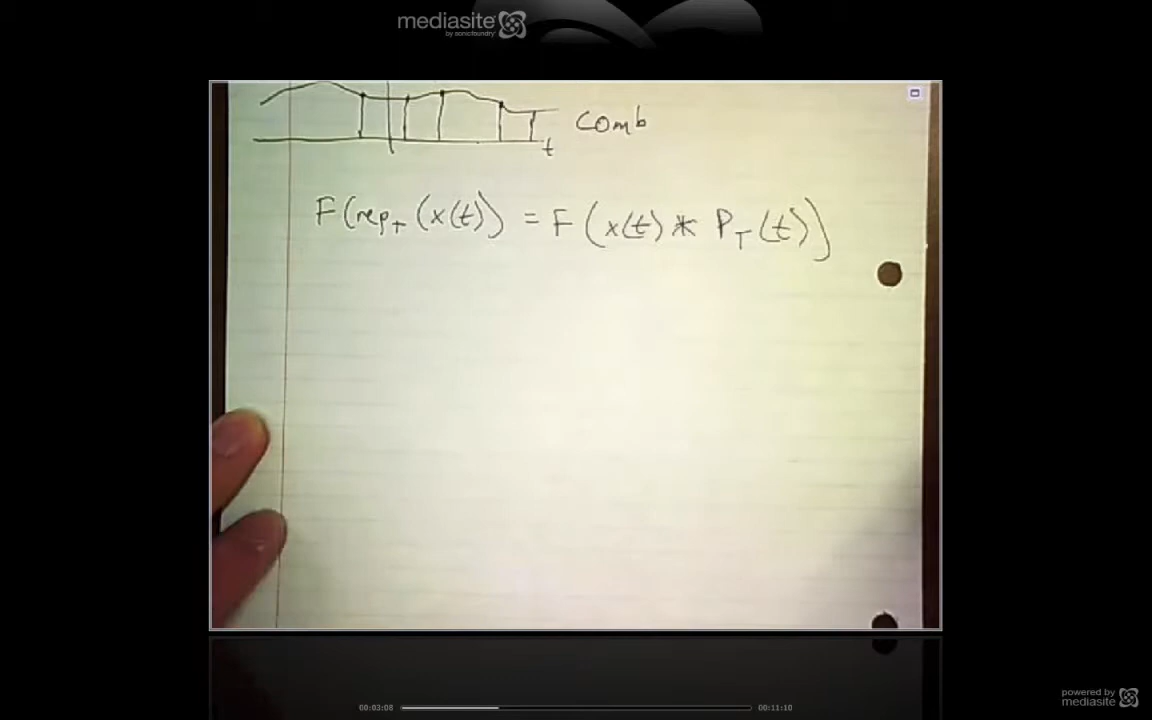 mediasite
by sonicfoundry
comb
t
F(rep_T(x(t)) = F(x(t) * P_T(t))
00:03:08
00:11:10
powered by
mediasite